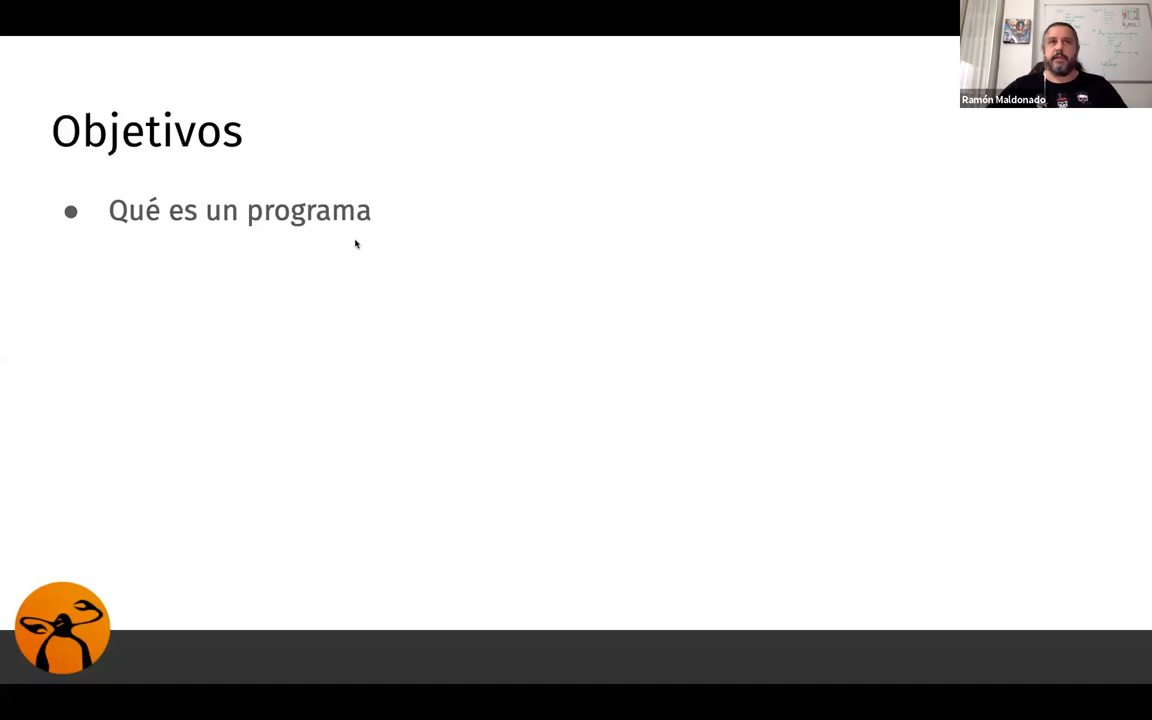 Ramón Maldonado
Objetivos
● Qué es un programa